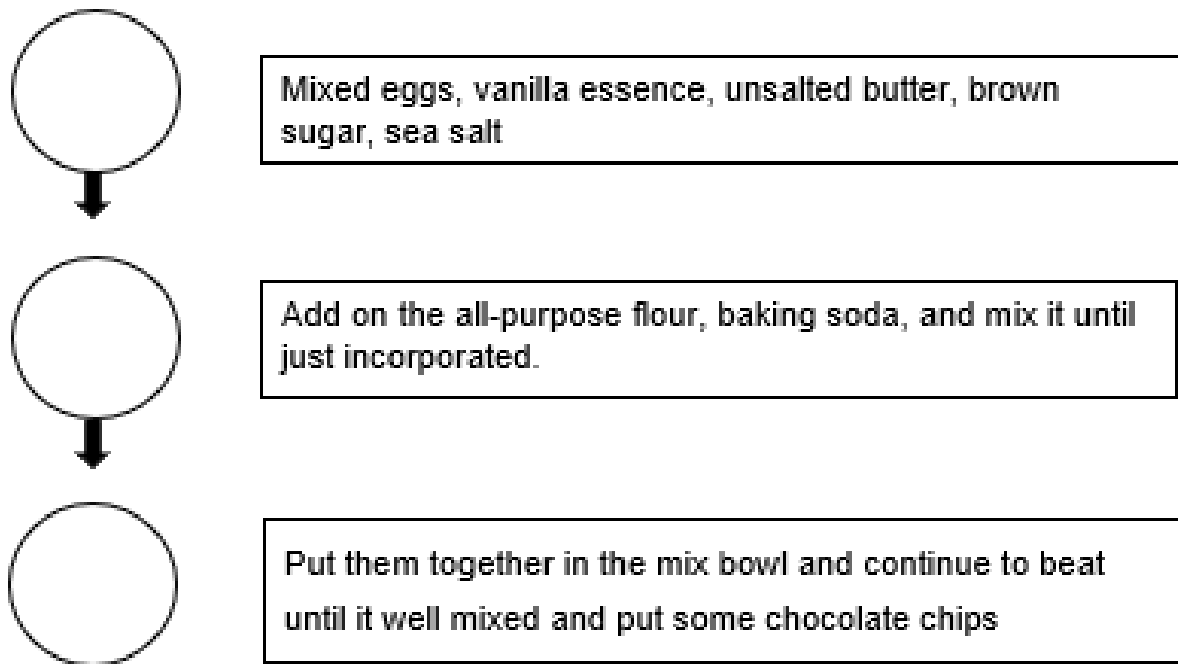 Mixed eggs, vanilla essence, unsalted butter, brown
sugar, sea salt
Add on the all-purpose flour, baking soda, and mix it until
just incorporated.
Put them together in the mix bowl and continue to beat
until it well mixed and put some chocolate chips